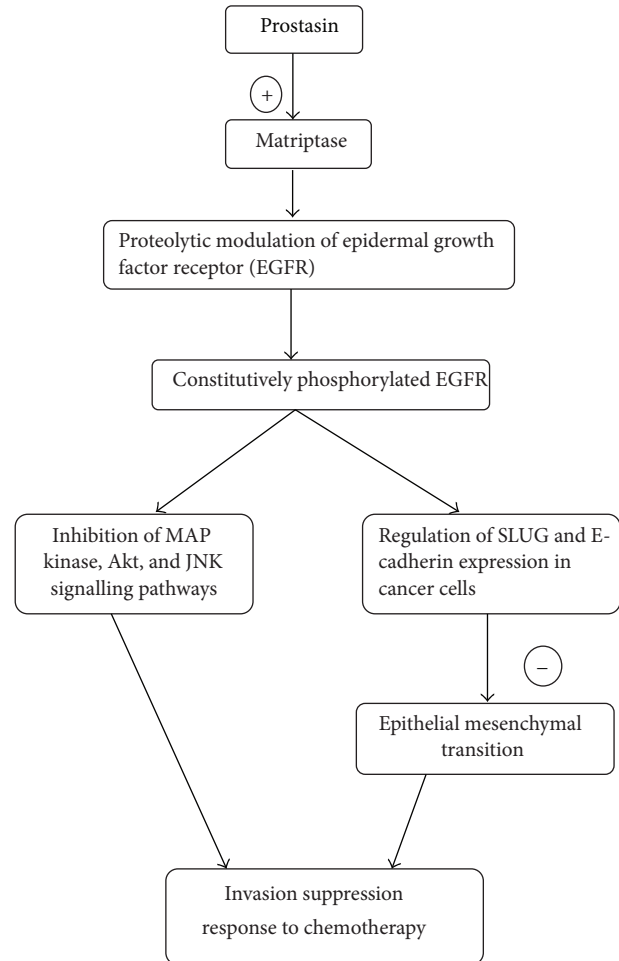 Prostasin
+
Matriptase
Proteolytic modulation of epidermal growth
factor receptor (EGFR)
Constitutively phosphorylated EGFR
Inhibition of MAP
kinase, Akt, and JNK
signalling pathways
Regulation of SLUG and E-
cadherin expression in
cancer cells
−
Epithelial mesenchymal
transition
Invasion suppression
response to chemotherapy